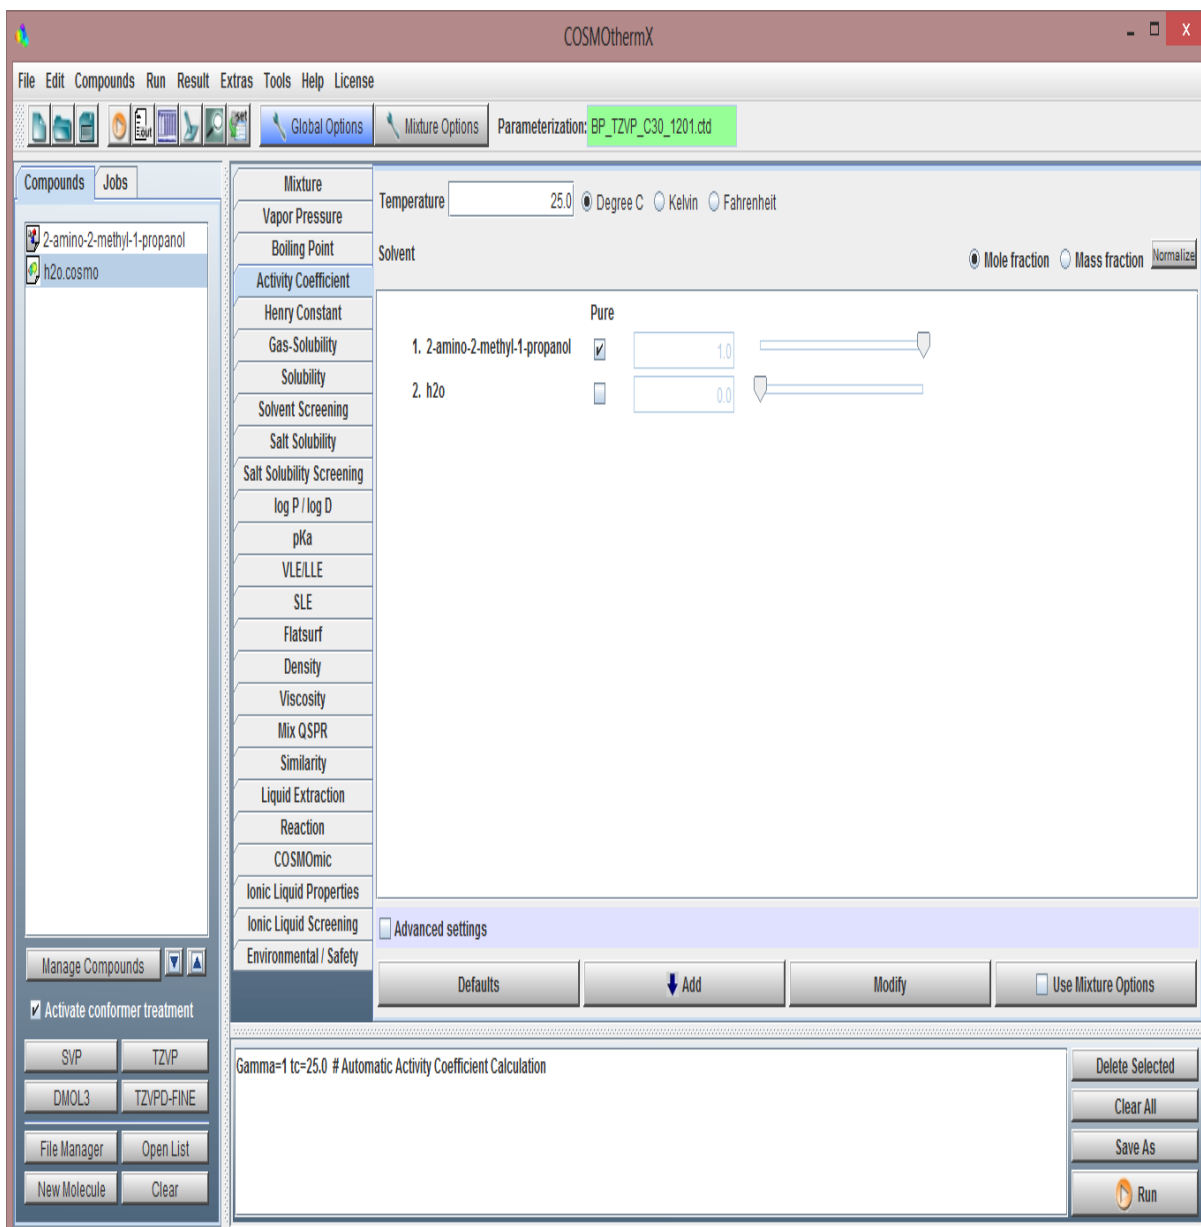 COSMOthermX
File Edit Compounds Run Result Extras Tools Help License
Global Options Mixture Options Parameterization: BP_TZVP_C30_1201.ctd
Compounds Jobs
2-amino-2-methyl-1-propanol
h2o.cosmo
Manage Compounds
Activate conformer treatment
SVP TZVP
DMOL3 TZVPD-FINE
File Manager Open List
New Molecule Clear
Mixture
Vapor Pressure
Boiling Point
Activity Coefficient
Henry Constant
Gas-Solubility
Solubility
Solvent Screening
Salt Solubility
Salt Solubility Screening
log P / log D
pKa
VLE/LLE
SLE
Flatsurf
Density
Viscosity
Mix QSPR
Similarity
Liquid Extraction
Reaction
COSMOmic
Ionic Liquid Properties
Ionic Liquid Screening
Environmental / Safety
Temperature 25.0 Degree C Kelvin Fahrenheit
Solvent Mole fraction Mass fraction Normalize
Pure
1. 2-amino-2-methyl-1-propanol 1.0
2. h2o 0.0
Advanced settings
Defaults Add Modify Use Mixture Options
Gamma=1 tc=25.0 # Automatic Activity Coefficient Calculation
Delete Selected
Clear All
Save As
Run